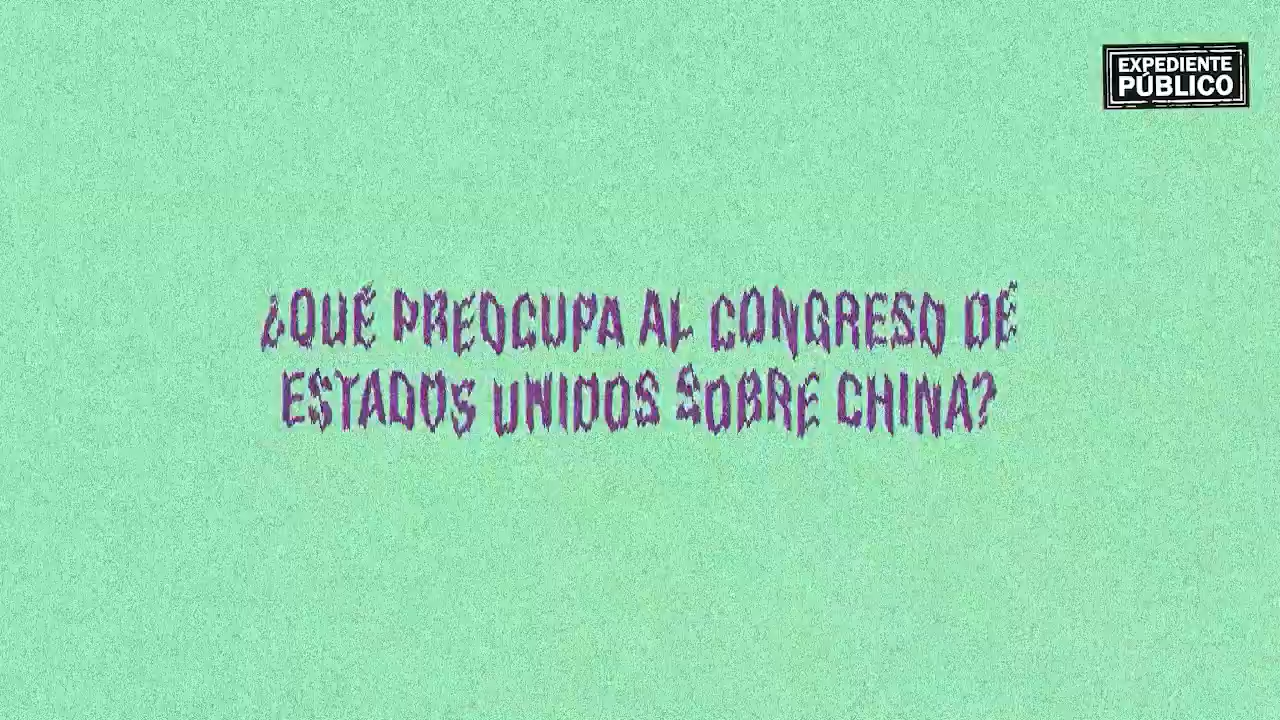 EXPEDIENTE
PÚBLICO
¿QUÉ PREOCUPA AL CONGRESO DE
ESTADOS UNIDOS SOBRE CHINA?